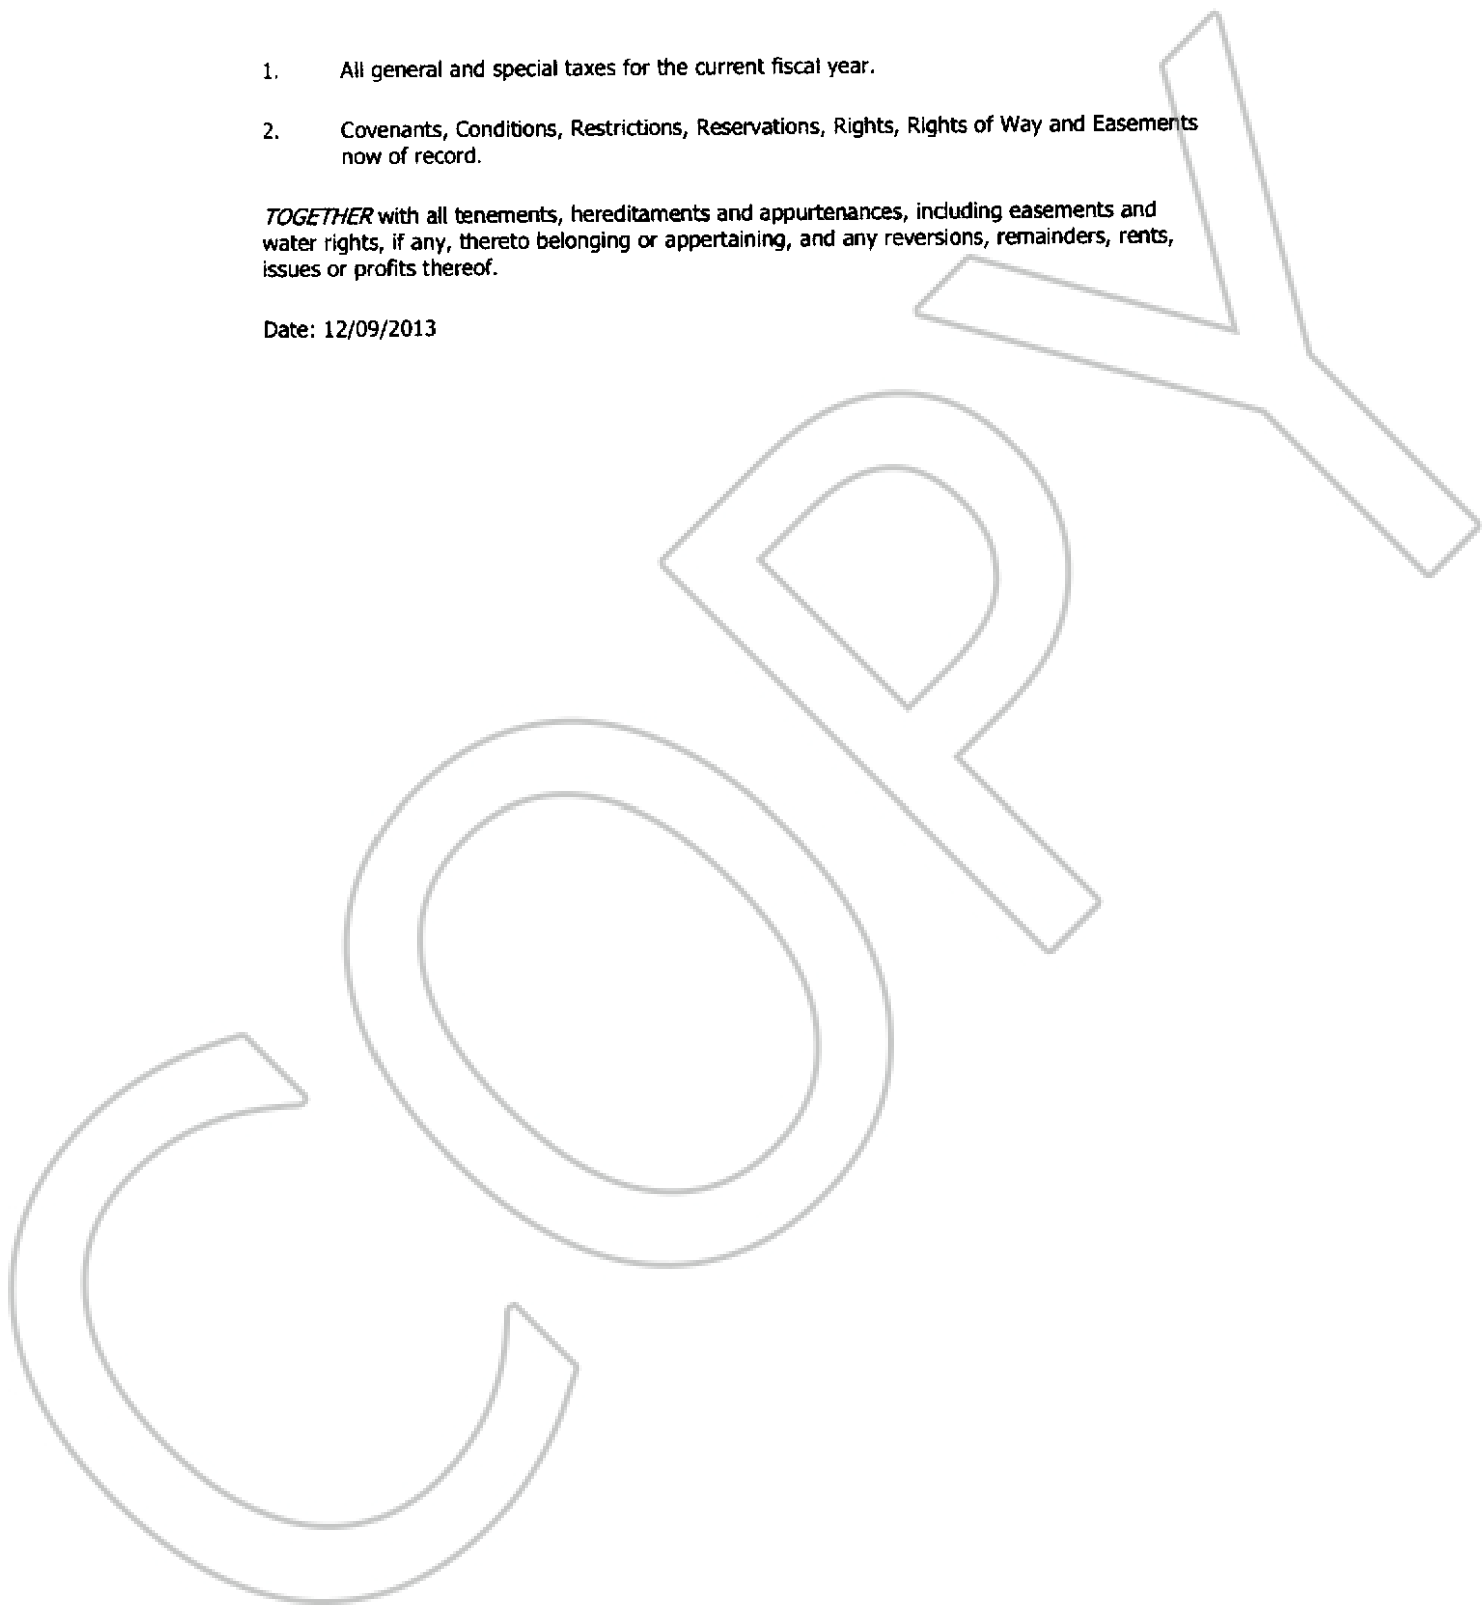 1. All general and special taxes for the current fiscal year.
2. Covenants, Conditions, Restrictions, Reservations, Rights, Rights of Way and Easements
now of record.
TOGETHER with all tenements, hereditaments and appurtenances, including easements and
water rights, if any, thereto belonging or appertaining, and any reversions, remainders, rents,
issues or profits thereof.
Date: 12/09/2013
COPY